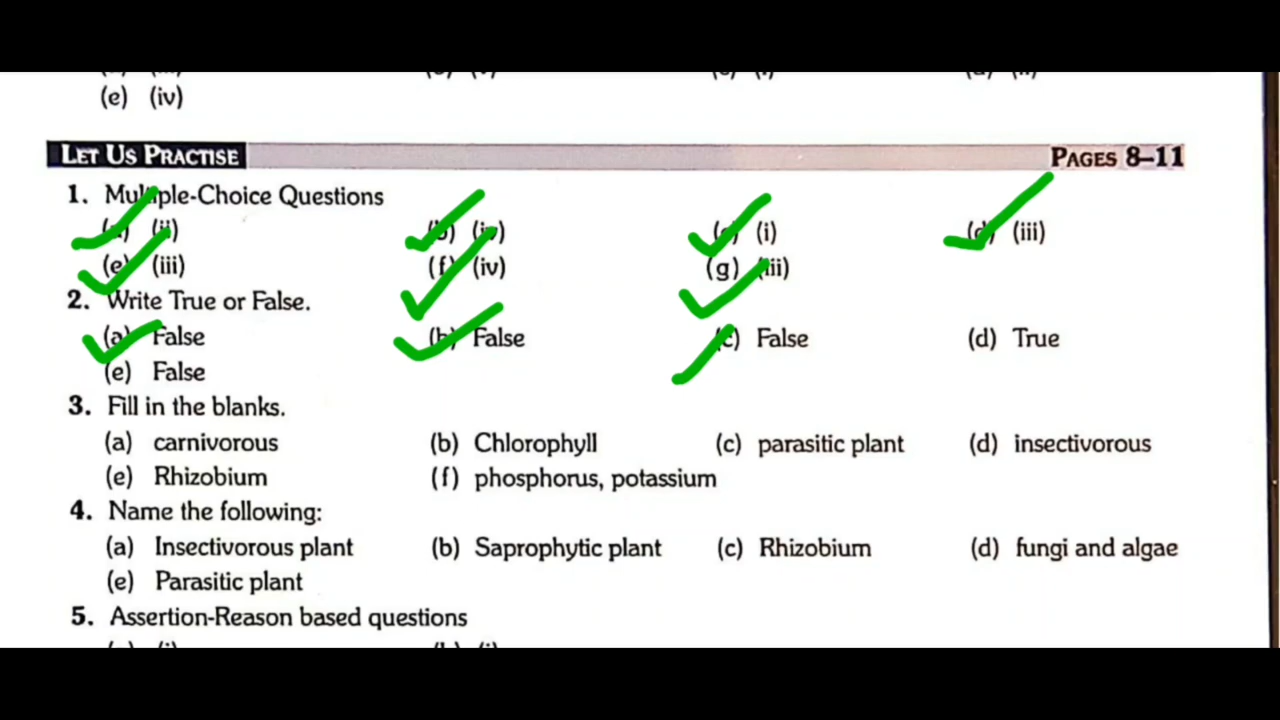 (e) (iv)
LET US PRACTISE PAGES 8–11
1. Multiple-Choice Questions
(a) (ii) (b) (iv) (c) (i) (d) (iii)
(e) (iii) (f) (iv) (g) (iii)
2. Write True or False.
(a) False (b) False (c) False (d) True
(e) False
3. Fill in the blanks.
(a) carnivorous (b) Chlorophyll (c) parasitic plant (d) insectivorous
(e) Rhizobium (f) phosphorus, potassium
4. Name the following:
(a) Insectivorous plant (b) Saprophytic plant (c) Rhizobium (d) fungi and algae
(e) Parasitic plant
5. Assertion-Reason based questions